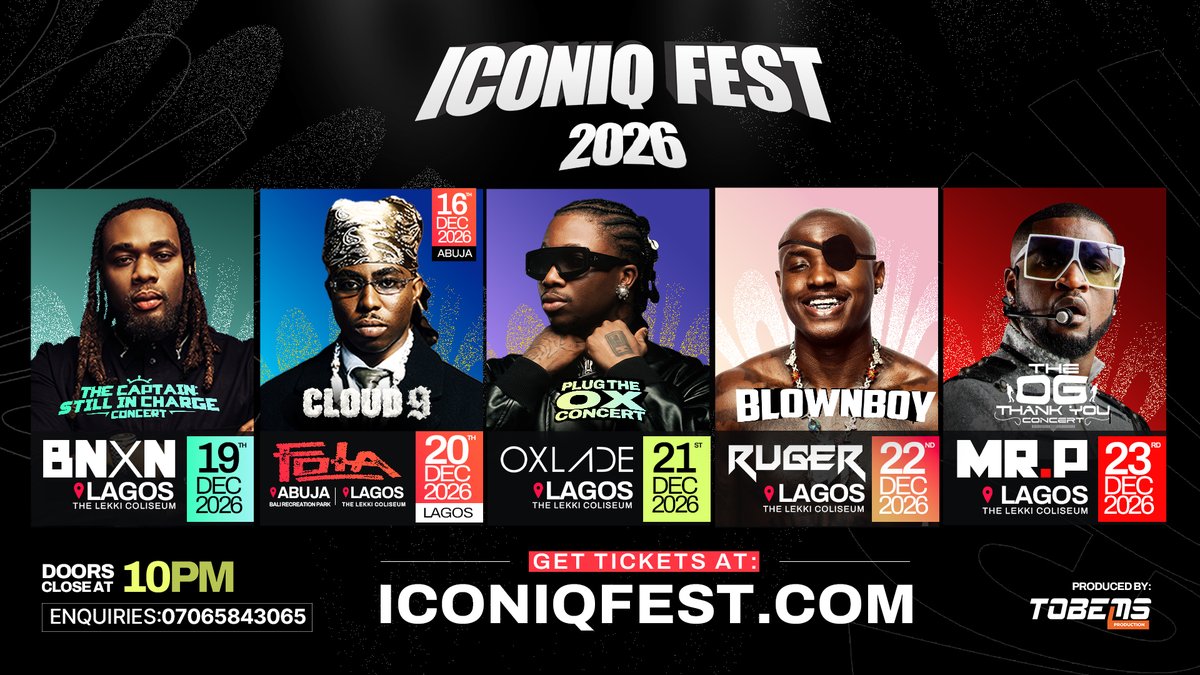 ICONIQ FEST
2026
THE CAPTAIN:
STILL IN CHARGE
CONCERT
BNXN
LAGOS
THE LEKKI COLISEUM
19TH
DEC
2026
16TH
DEC
2026
ABUJA
CLOUD 9
FOLA
ABUJA
BALI RECREATION PARK
LAGOS
THE LEKKI COLISEUM
20TH
DEC
2026
LAGOS
PLUG THE
OX
CONCERT
OXLADE
LAGOS
THE LEKKI COLISEUM
21ST
DEC
2026
BLOWNBOY
RUGER
LAGOS
THE LEKKI COLISEUM
22ND
DEC
2026
THE
OG
THANK YOU
CONCERT
MR.P
LAGOS
THE LEKKI COLISEUM
23RD
DEC
2026
DOORS
CLOSE AT 10PM
ENQUIRIES:07065843065
GET TICKETS AT:
ICONIQFEST.COM
PRODUCED BY:
TOBEMS
PRODUCTION